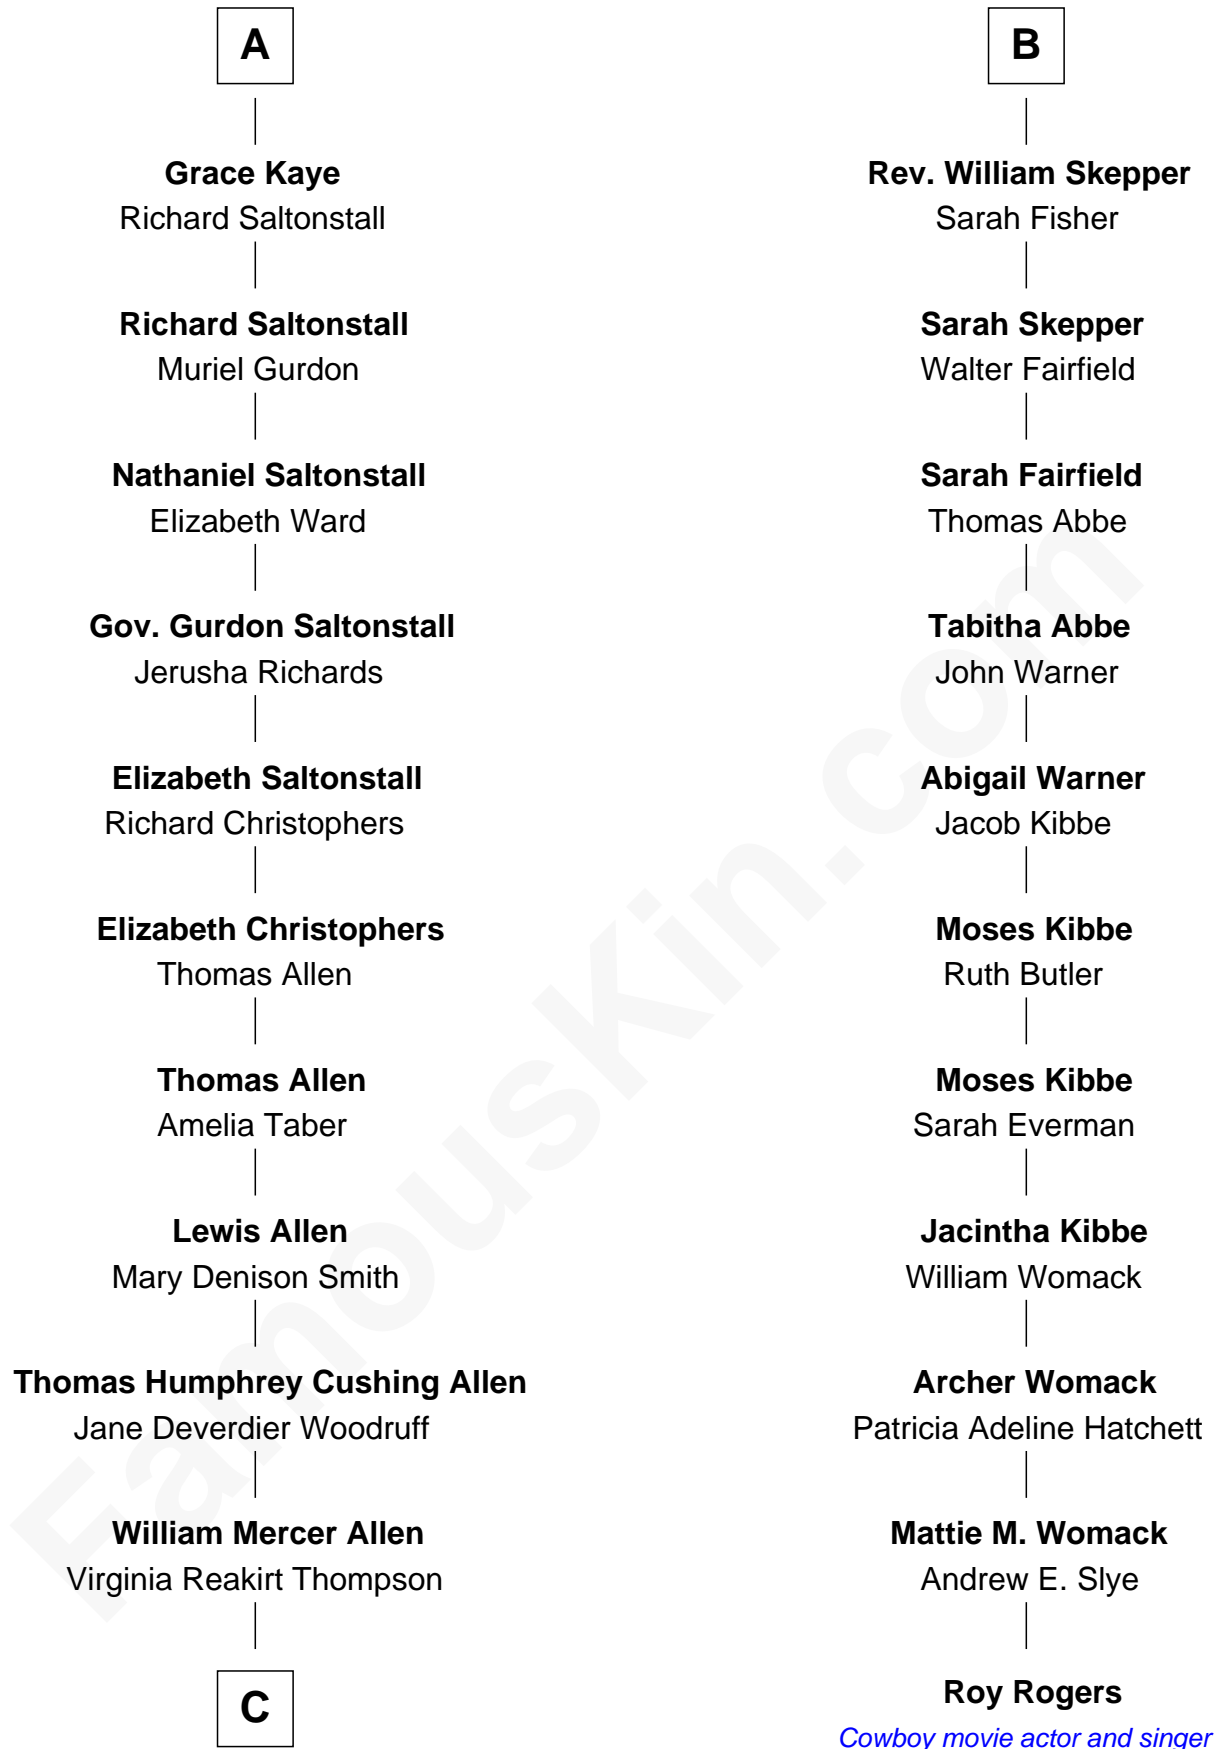 A
Grace Kaye
Richard Saltonstall
Richard Saltonstall
Muriel Gurdon
Nathaniel Saltonstall
Elizabeth Ward
Gov. Gurdon Saltonstall
Jerusha Richards
Elizabeth Saltonstall
Richard Christophers
Elizabeth Christophers
Thomas Allen
Thomas Allen
Amelia Taber
Lewis Allen
Mary Denison Smith
Thomas Humphrey Cushing Allen
Jane Deverdier Woodruff
William Mercer Allen
Virginia Reakirt Thompson
C
B
Rev. William Skepper
Sarah Fisher
Sarah Skepper
Walter Fairfield
Sarah Fairfield
Thomas Abbe
Tabitha Abbe
John Warner
Abigail Warner
Jacob Kibbe
Moses Kibbe
Ruth Butler
Moses Kibbe
Sarah Everman
Jacintha Kibbe
William Womack
Archer Womack
Patricia Adeline Hatchett
Mattie M. Womack
Andrew E. Slye
Roy Rogers
Cowboy movie actor and singer
FamousKin.com